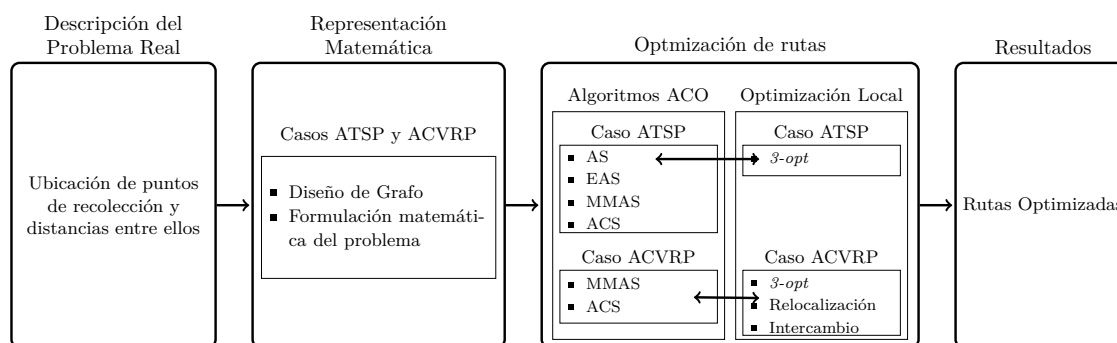 Descripción del
Problema Real
Ubicación de puntos
de recolección y
distancias entre ellos
Representación
Matemática
Casos ATSP y ACVRP
Diseño de Grafo
Formulación matemáti-
ca del problema
Optmización de rutas
Algoritmos ACO
Caso ATSP
AS
EAS
MMAS
ACS
Caso ACVRP
MMAS
ACS
Optimización Local
Caso ATSP
3-opt
Caso ACVRP
3-opt
Relocalización
Intercambio
Resultados
Rutas Optimizadas